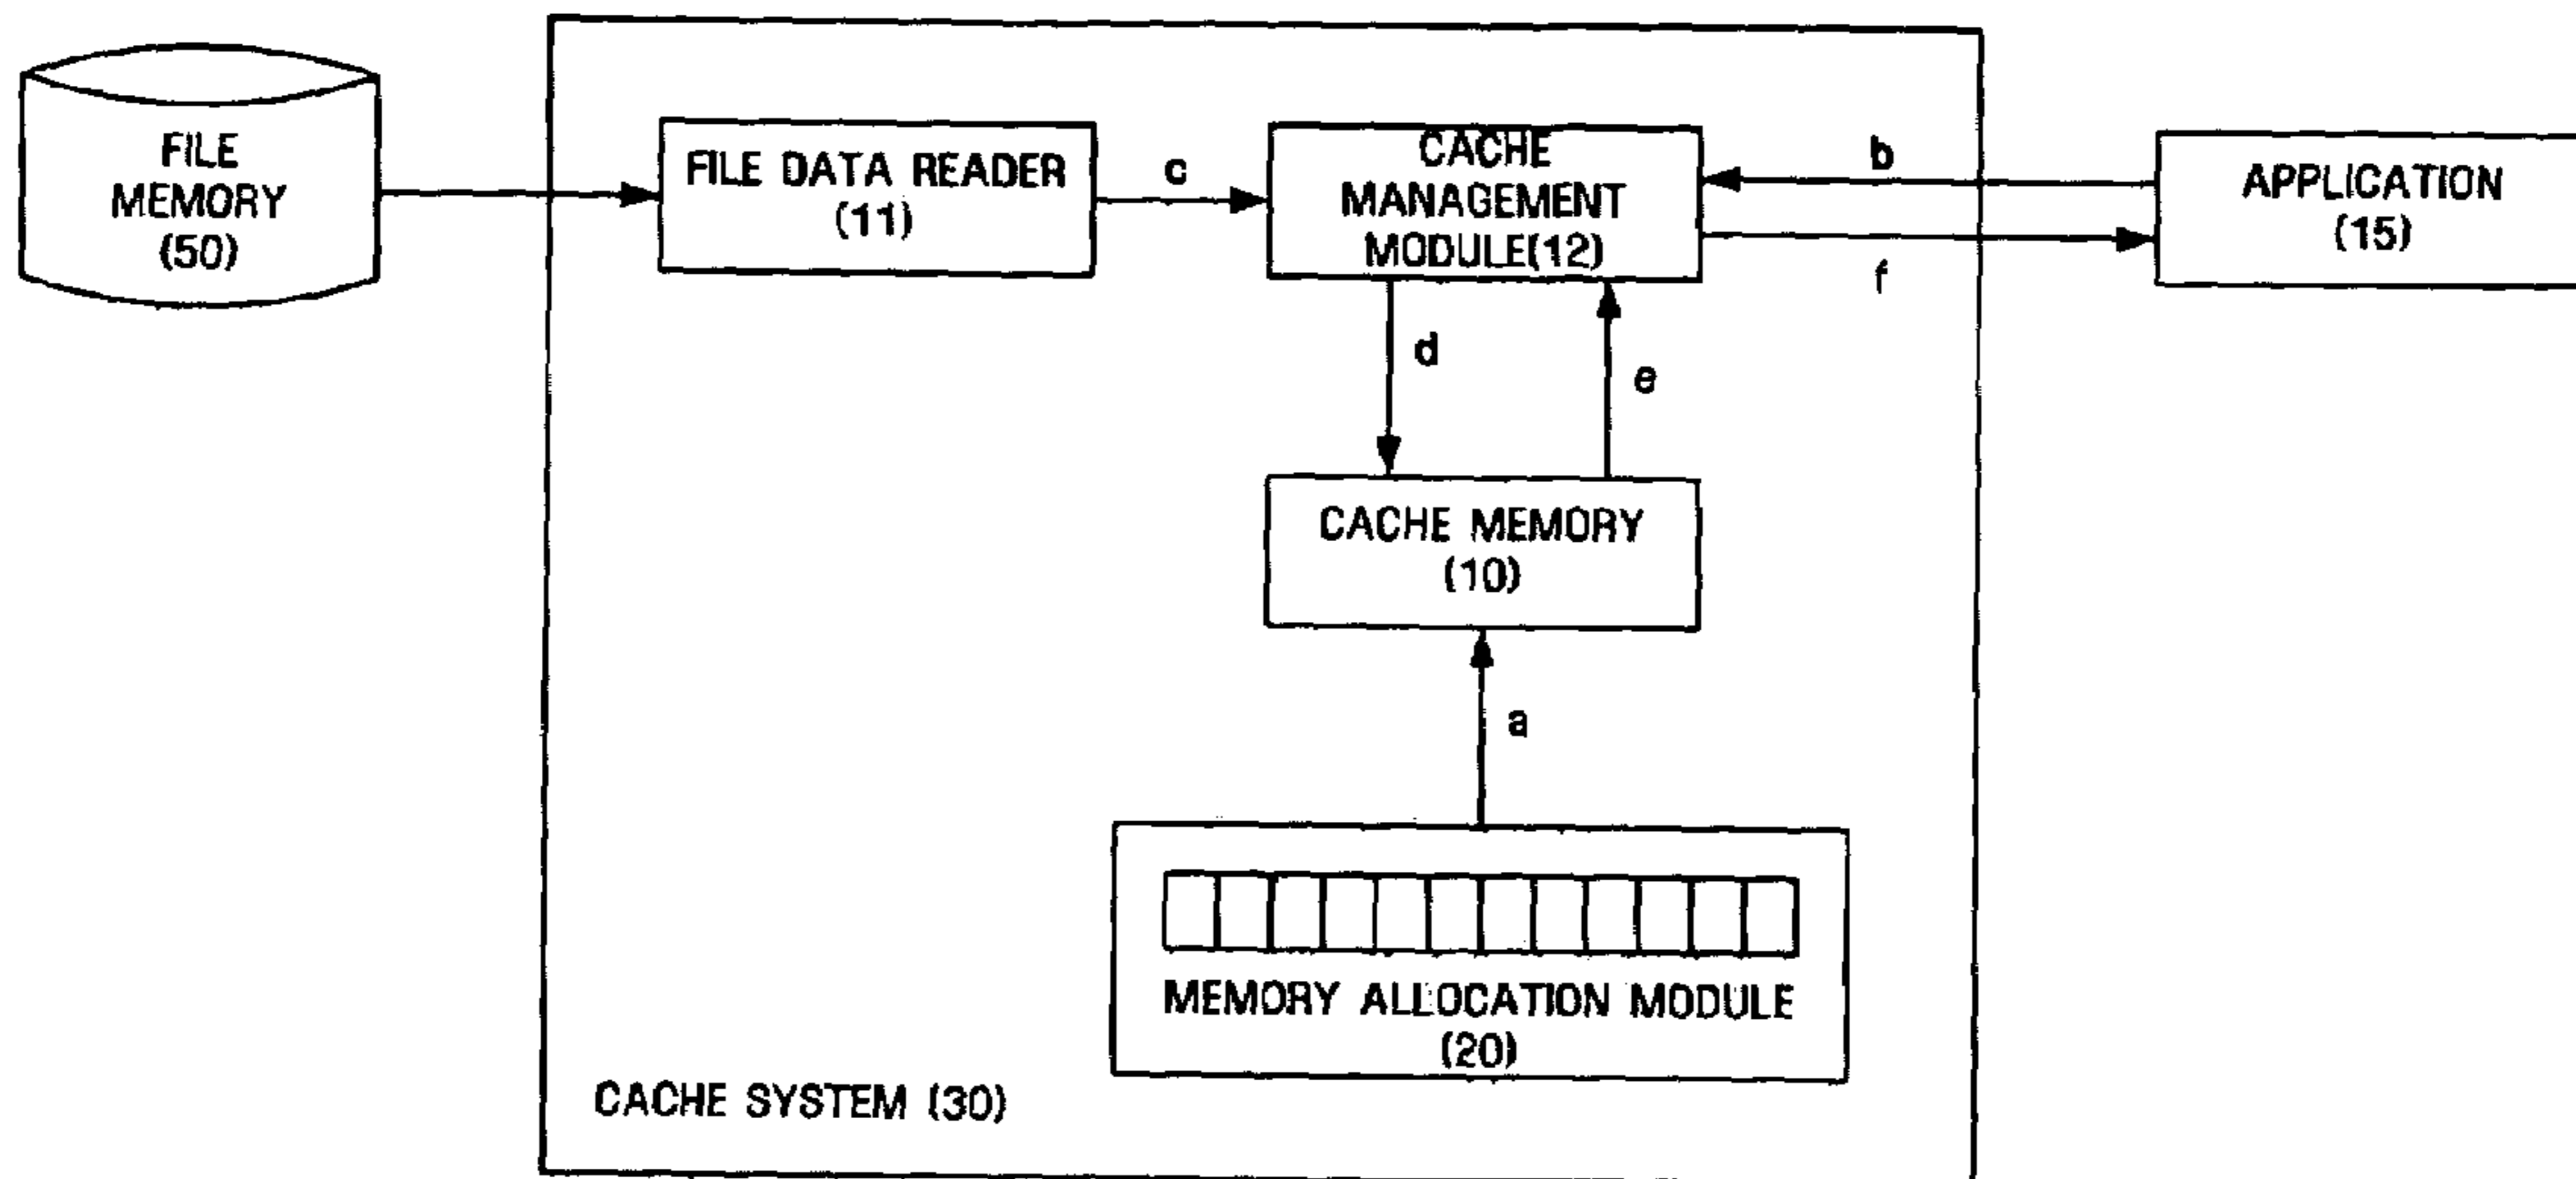 FILE
MEMORY
(50)
FILE DATA READER
(11)
c
CACHE
MANAGEMENT
MODULE(12)
b
f
APPLICATION
(15)
d
e
CACHE MEMORY
(10)
a
MEMORY ALLOCATION MODULE
(20)
CACHE SYSTEM (30)